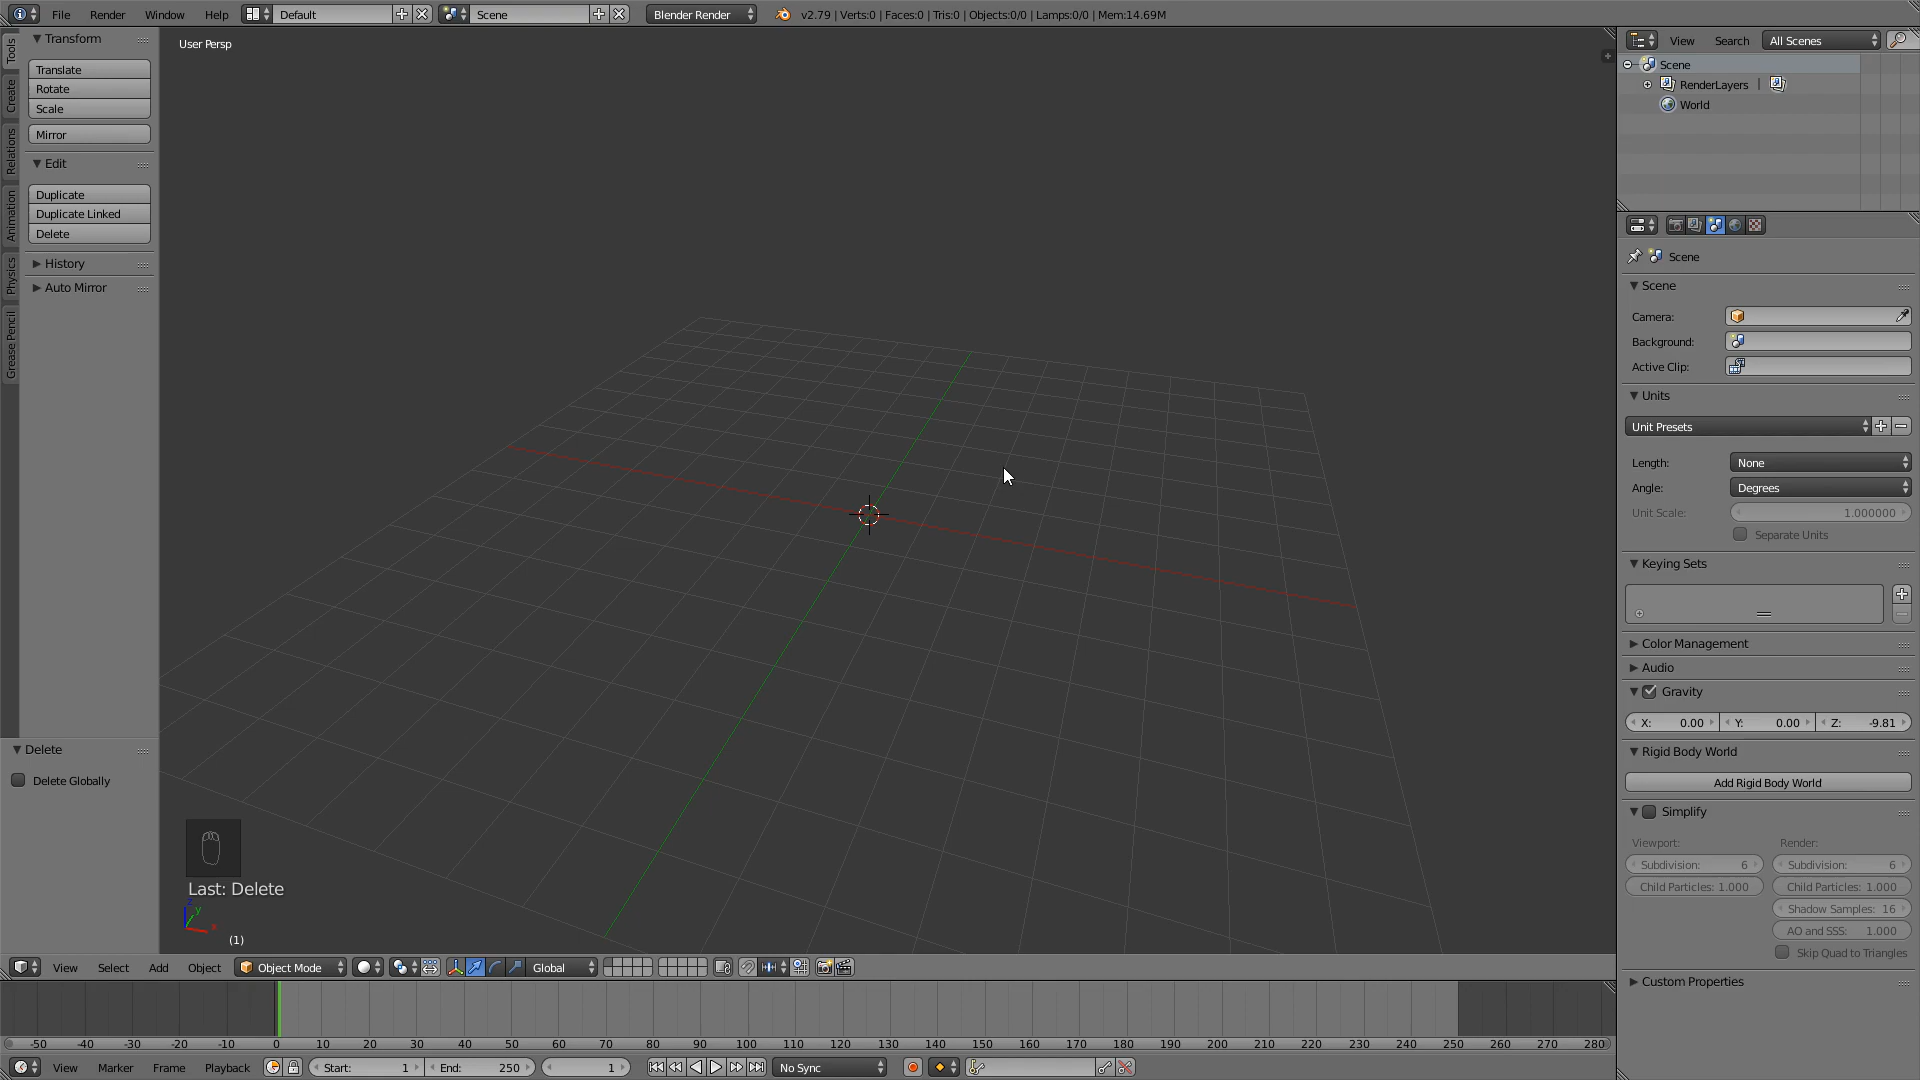 File Render Window Help Default Scene Blender Render v2.79 | Verts:0 | Faces:0 | Tris:0 | Objects:0/0 | Lamps:0/0 | Mem:14.69M
Tools
Create
Relations
Animation
Physics
Grease Pencil
Transform
Translate
Rotate
Scale
Mirror
Edit
Duplicate
Duplicate Linked
Delete
History
Auto Mirror
Delete
Delete Globally
User Persp
Last: Delete
z
y
(1)
View Select Add Object Object Mode Global
-50 -40 -30 -20 -10 0 10 20 30 40 50 60 70 80 90 100 110 120 130 140 150 160 170 180 190 200 210 220 230 240 250 260 270 280
View Marker Frame Playback Start: 1 End: 250 1 No Sync
View Search All Scenes
Scene
RenderLayers |
World
Scene
Scene
Camera:
Background:
Active Clip:
Units
Unit Presets
Length: None
Angle: Degrees
Unit Scale: 1.000000
Separate Units
Keying Sets
Color Management
Audio
Gravity
X: 0.00 Y: 0.00 Z: -9.81
Rigid Body World
Add Rigid Body World
Simplify
Viewport: Render:
Subdivision: 6 Subdivision: 6
Child Particles: 1.000 Child Particles: 1.000
Shadow Samples: 16
AO and SSS: 1.000
Skip Quad to Triangles
Custom Properties